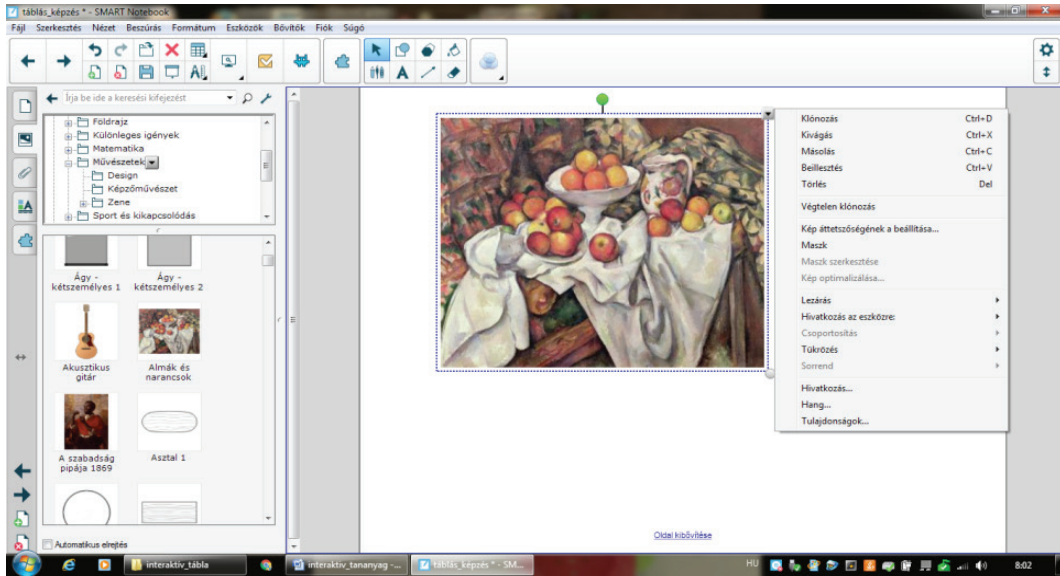 táblás_képzés * - SMART Notebook
Fájl Szerkesztés Nézet Beszúrás Formátum Eszközök Bővítők Fiók Súgó
Írja be ide a keresési kifejezést
Földrajz
Különleges igények
Matematika
Művészetek
Design
Képzőművészet
Zene
Sport és kikapcsolódás
Ágy - kétszemélyes 1
Ágy - kétszemélyes 2
Akusztikus gitár
Almák és narancsok
A szabadság pipája 1869
Asztal 1
Automatikus elrejtés
Klónozás Ctrl+D
Kivágás Ctrl+X
Másolás Ctrl+C
Beillesztés Ctrl+V
Törlés Del
Végtelen klónozás
Kép áttetszőségének a beállítása...
Maszk
Maszk szerkesztése
Kép optimalizálása...
Lezárás
Hivatkozás az eszközre:
Csoportosítás
Tükrözés
Sorrend
Hivatkozás...
Hang...
Tulajdonságok...
Oldal kibővítése
interaktív_tábla
interaktiv_tananyag -...
táblás_képzés * - SM...
HU
8:02